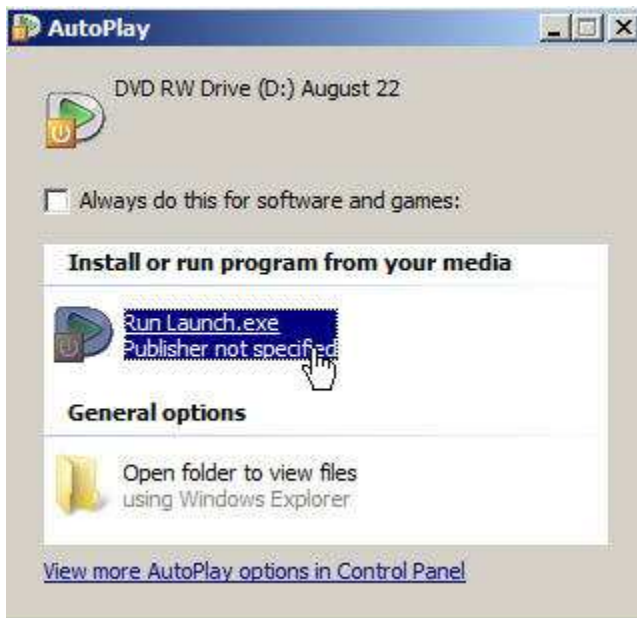 AutoPlay
DVD RW Drive (D:) August 22
Always do this for software and games:
Install or run program from your media
Run Launch.exe
Publisher not specified
General options
Open folder to view files
using Windows Explorer
View more AutoPlay options in Control Panel